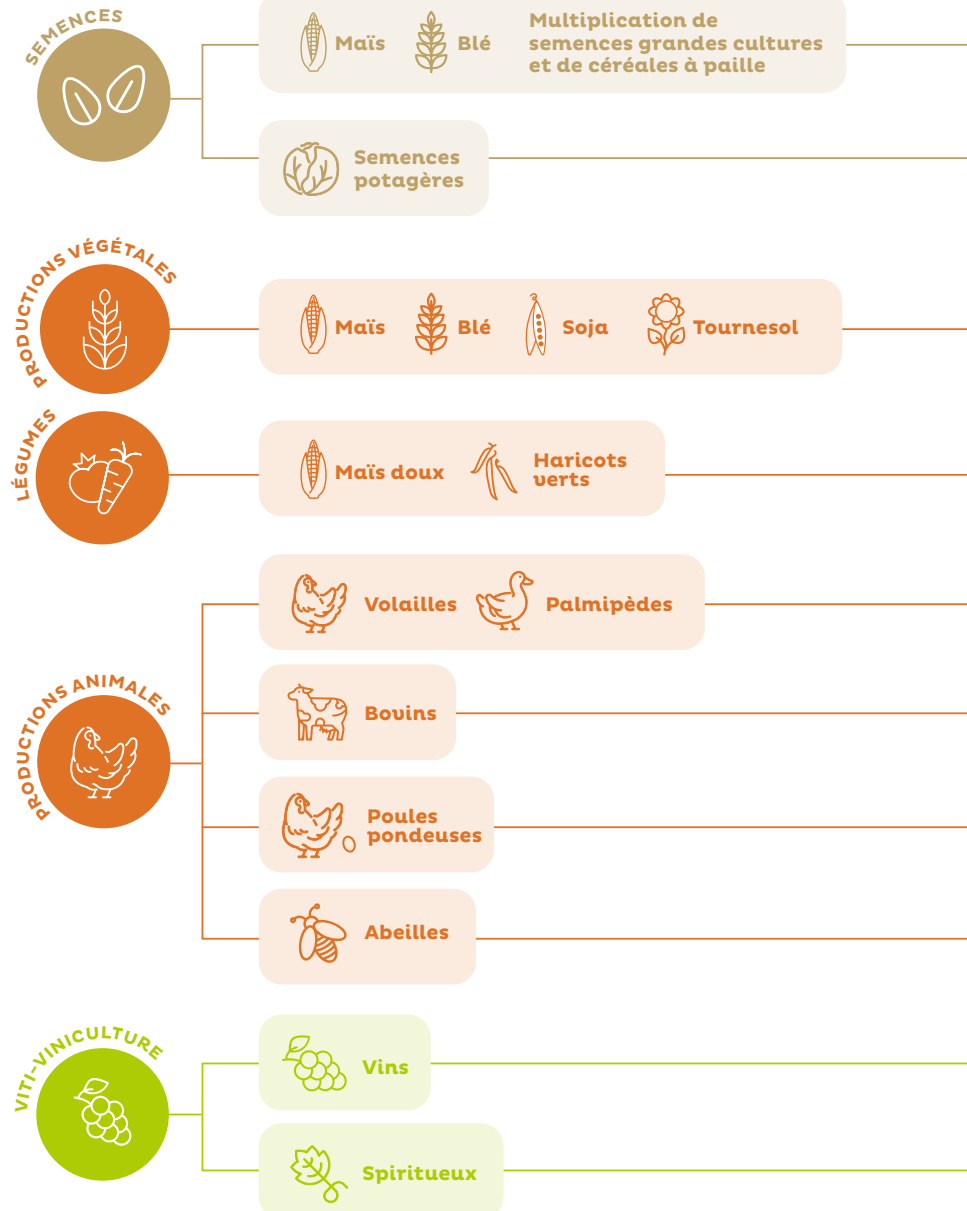 SEMENCES
Maïs
Blé
Multiplication de
semences grandes cultures
et de céréales à paille
Semences
potagères
PRODUCTIONS VÉGÉTALES
Maïs
Blé
Soja
Tournesol
LÉGUMES
Maïs doux
Haricots
verts
PRODUCTIONS ANIMALES
Volailles
Palmipèdes
Bovins
Poules
pondeuses
Abeilles
VITI-VINICULTURE
Vins
Spiritueux